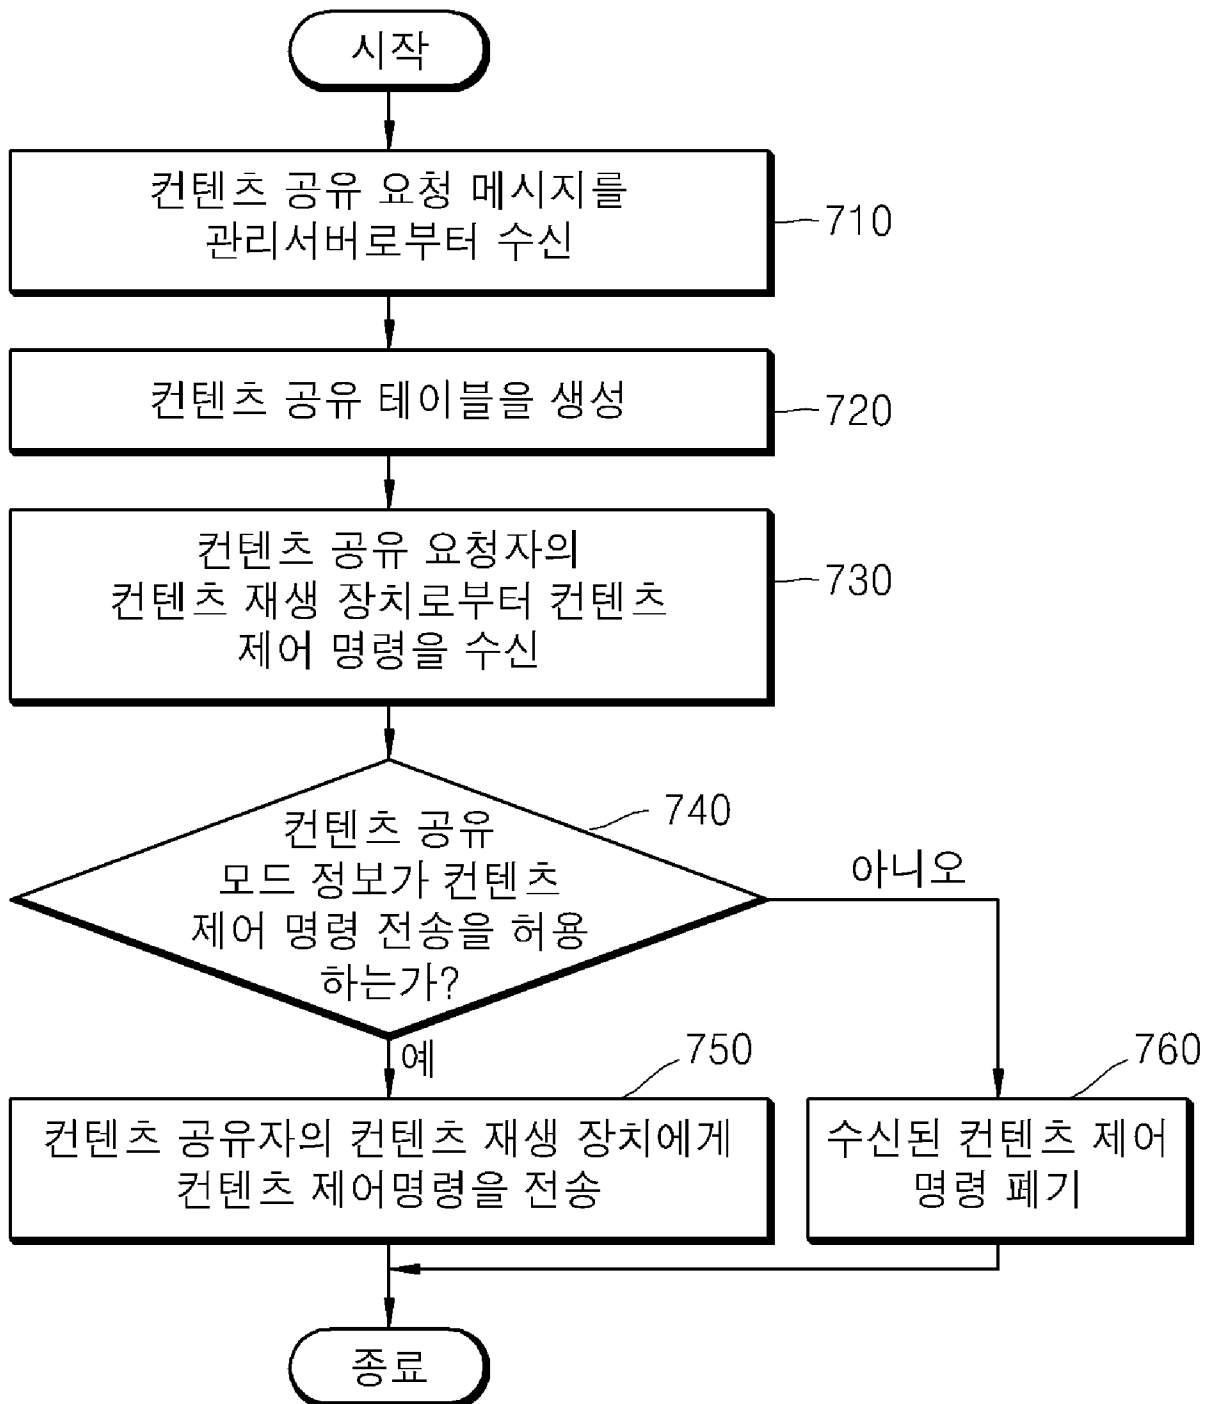 시작
컨텐츠 공유 요청 메시지를
관리서버로부터 수신
710
컨텐츠 공유 테이블을 생성
720
컨텐츠 공유 요청자의
컨텐츠 재생 장치로부터 컨텐츠
제어 명령을 수신
730
컨텐츠 공유
모드 정보가 컨텐츠
제어 명령 전송을 허용
하는가?
740
아니오
예
750
컨텐츠 공유자의 컨텐츠 재생 장치에게
컨텐츠 제어명령을 전송
760
수신된 컨텐츠 제어
명령 폐기
종료